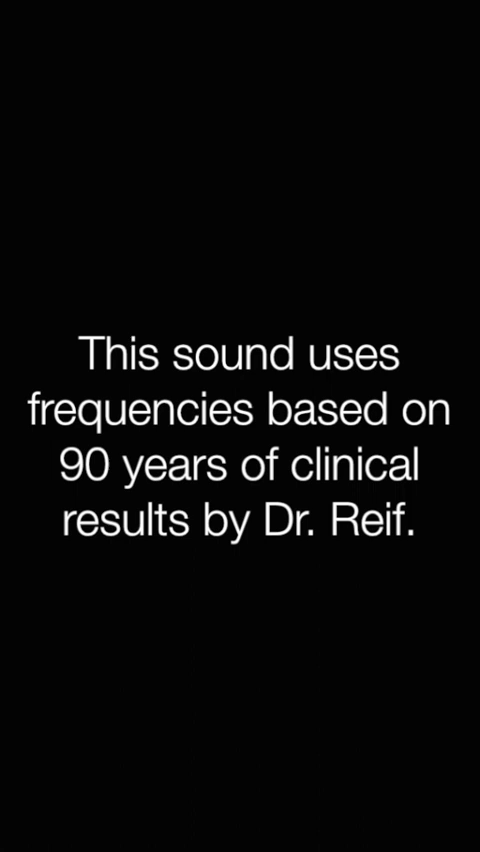 This sound uses
frequencies based on
90 years of clinical
results by Dr. Reif.